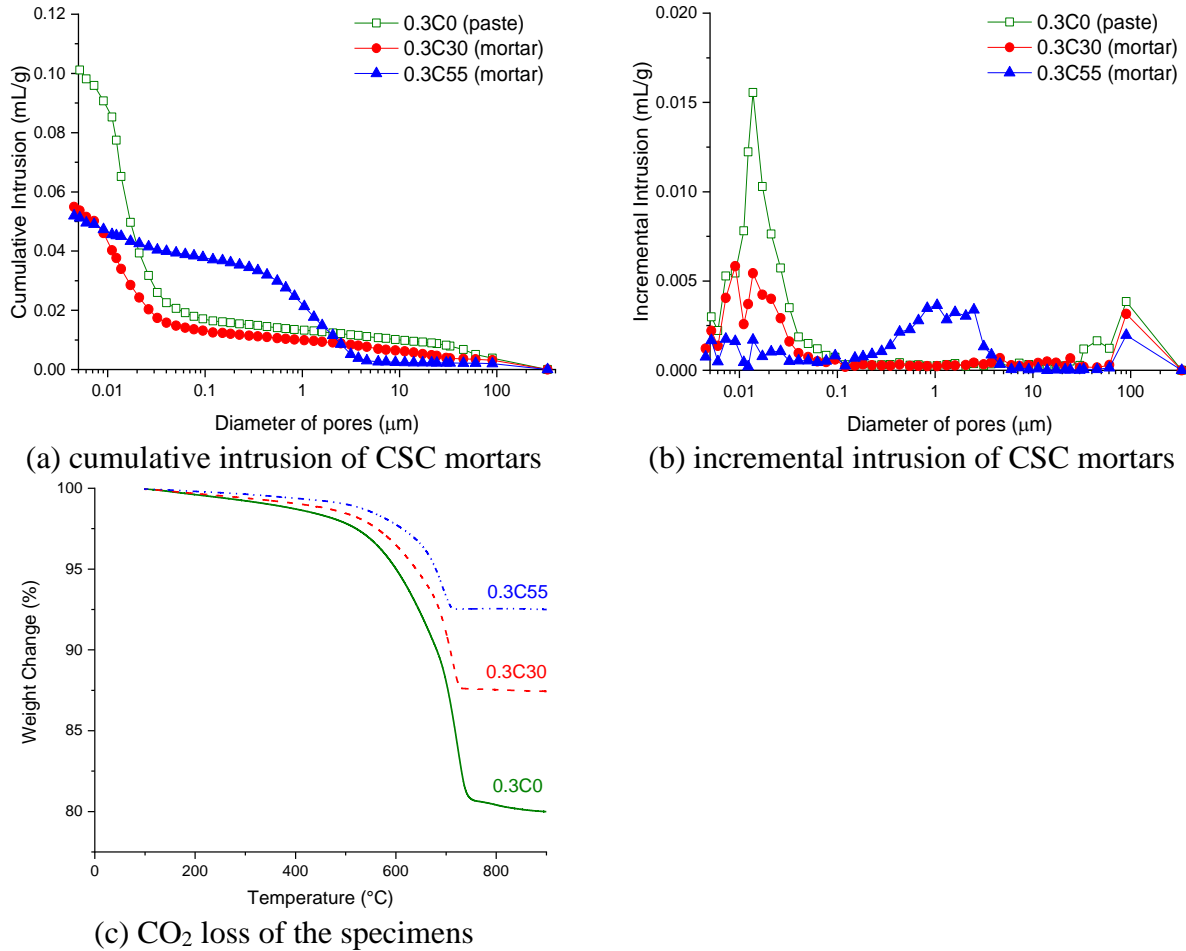 0.12
0.10
0.08
0.06
0.04
0.02
0.00
Cumulative Intrusion (mL/g)
0.3C0 (paste)
0.3C30 (mortar)
0.3C55 (mortar)
0.01
0.1
1
10
100
Diameter of pores (μm)
(a) cumulative intrusion of CSC mortars
0.020
0.015
0.010
0.005
0.000
Incremental Intrusion (mL/g)
0.3C0 (paste)
0.3C30 (mortar)
0.3C55 (mortar)
0.01
0.1
1
10
100
Diameter of pores (μm)
(b) incremental intrusion of CSC mortars
100
95
90
85
80
Weight Change (%)
0.3C55
0.3C30
0.3C0
0
200
400
600
800
Temperature (°C)
(c) CO₂ loss of the specimens